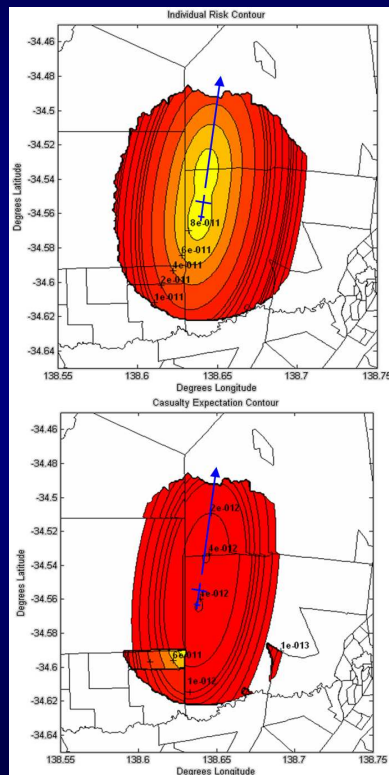 Individual Risk Contour
-34.46
-34.48
-34.5
-34.52
-34.54
-34.56
-34.58
-34.6
-34.62
-34.64
Degrees Latitude
8e-011
6e-011
4e-011
2e-011
1e-011
138.55
138.6
138.65
138.7
138.75
Degrees Longitude
Casualty Expectation Contour
-34.46
-34.48
-34.5
-34.52
-34.54
-34.56
-34.58
-34.6
-34.62
-34.64
Degrees Latitude
2e-012
4e-012
e-012
6e-011
1e-012
1e-013
138.55
138.6
138.65
138.7
138.75
Degrees Longitude